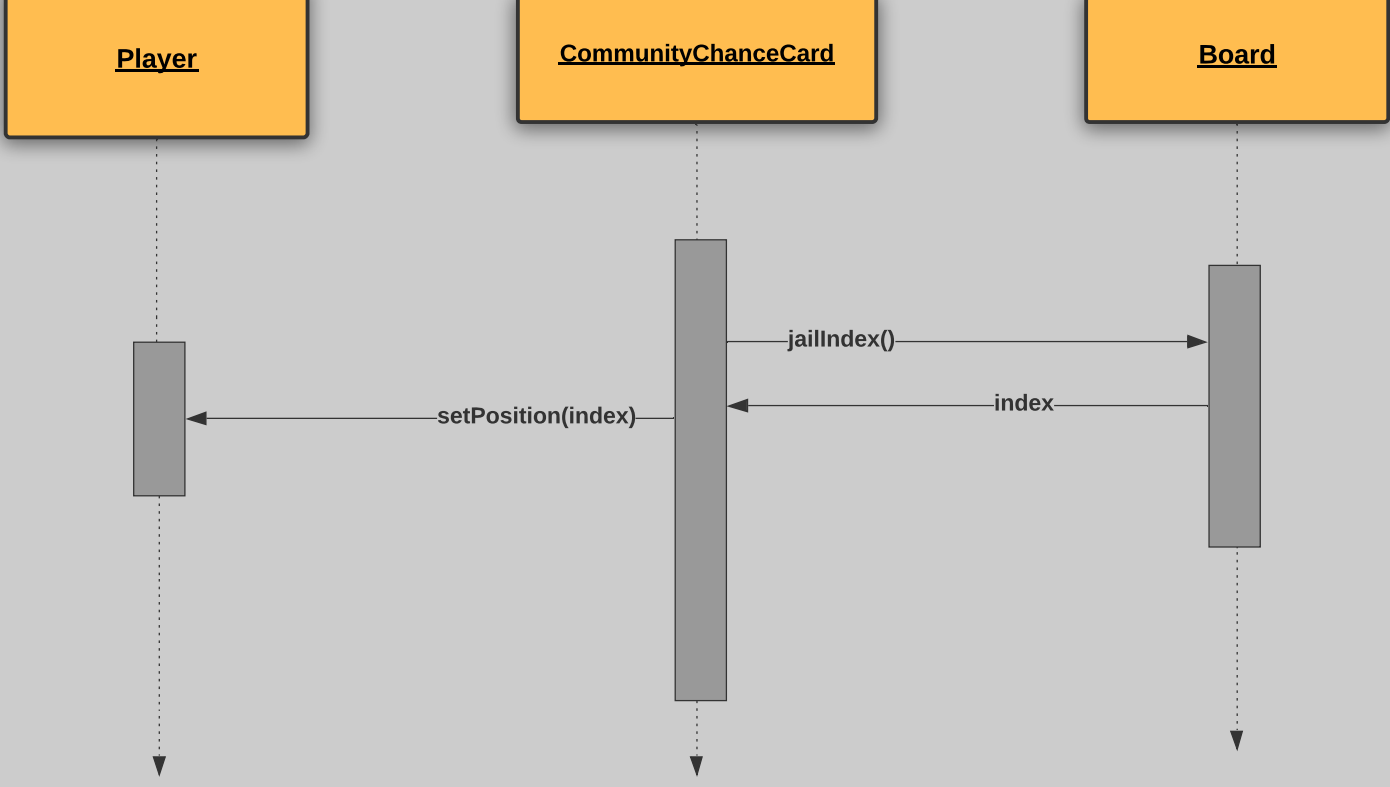 Player
CommunityChanceCard
Board
jailIndex()
index
setPosition(index)